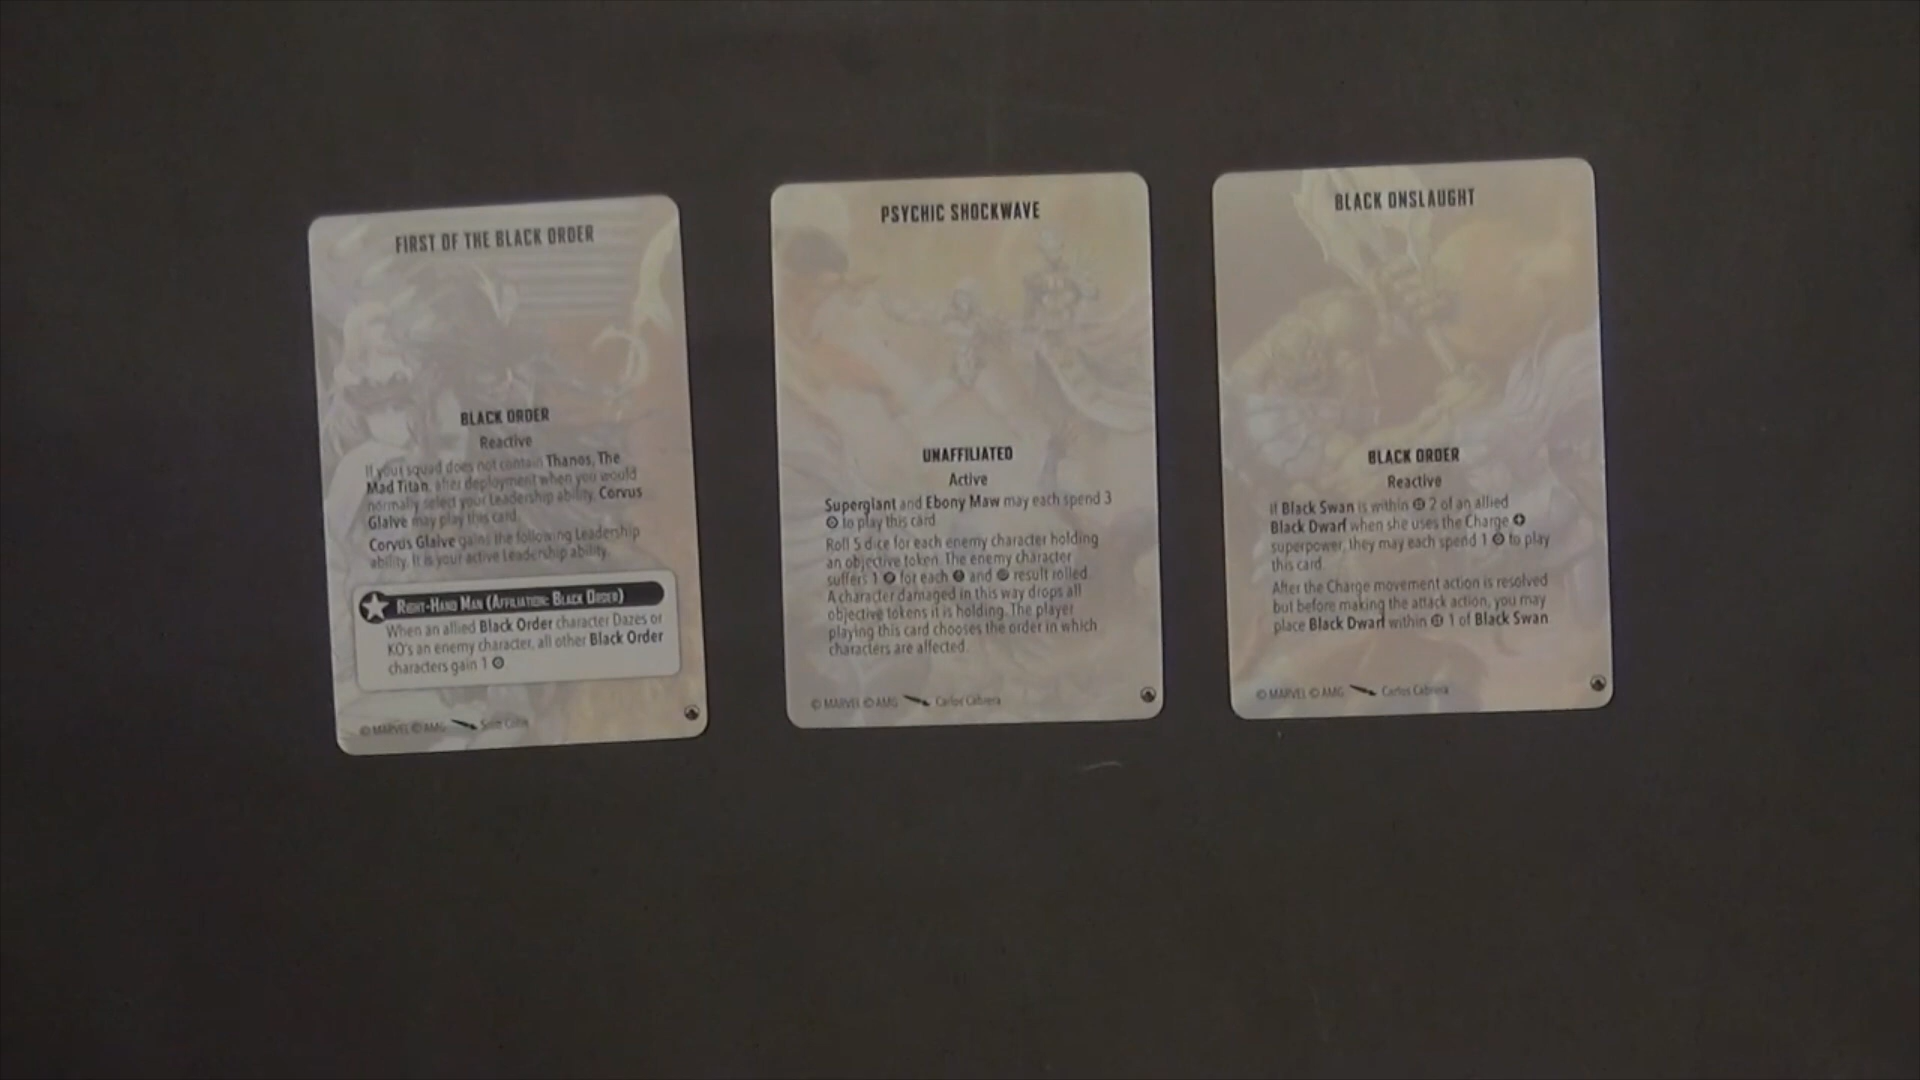 FIRST OF THE BLACK ORDER
BLACK ORDER
Reactive
If your squad does not contain Thanos, The
Mad Titan, after deployment when you would
normally select your Leadership ability, Corvus
Glaive may play this card.
Corvus Glaive gains the following Leadership
ability. It is your active Leadership ability.
RIGHT-HAND MAN (AFFILIATION: BLACK ORDER)
When an allied Black Order character Dazes or
KO's an enemy character, all other Black Order
characters gain 1
© MARVEL © AMG
PSYCHIC SHOCKWAVE
UNAFFILIATED
Active
Supergiant and Ebony Maw may each spend 3
to play this card.
Roll 5 dice for each enemy character holding
an objective token. The enemy character
suffers 1 for each and result rolled.
A character damaged in this way drops all
objective tokens it is holding. The player
playing this card chooses the order in which
characters are affected.
© MARVEL © AMG Carlos Cabrera
BLACK ONSLAUGHT
BLACK ORDER
Reactive
If Black Swan is within 2 of an allied
Black Dwarf when she uses the Charge
superpower, they may each spend 1 to play
this card.
After the Charge movement action is resolved
but before making the attack action, you may
place Black Dwarf within 1 of Black Swan
© MARVEL © AMG Carlos Cabrera